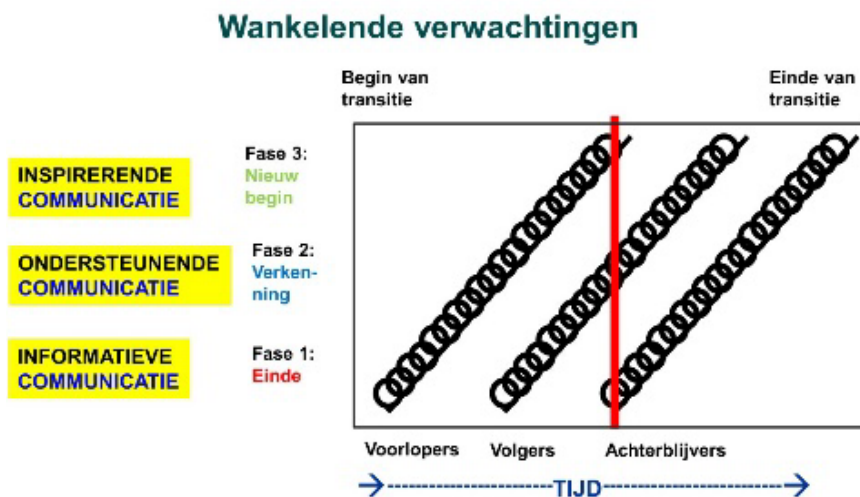 Wankelende verwachtingen
Begin van
transitie
Einde van
transitie
INSPIRERENDE
COMMUNICATIE
Fase 3:
Nieuw
begin
ONDERSTEUNENDE
COMMUNICATIE
Fase 2:
Verken-
ning
INFORMATIEVE
COMMUNICATIE
Fase 1:
Einde
Voorlopers
Volgers
Achterblijvers
TIJD